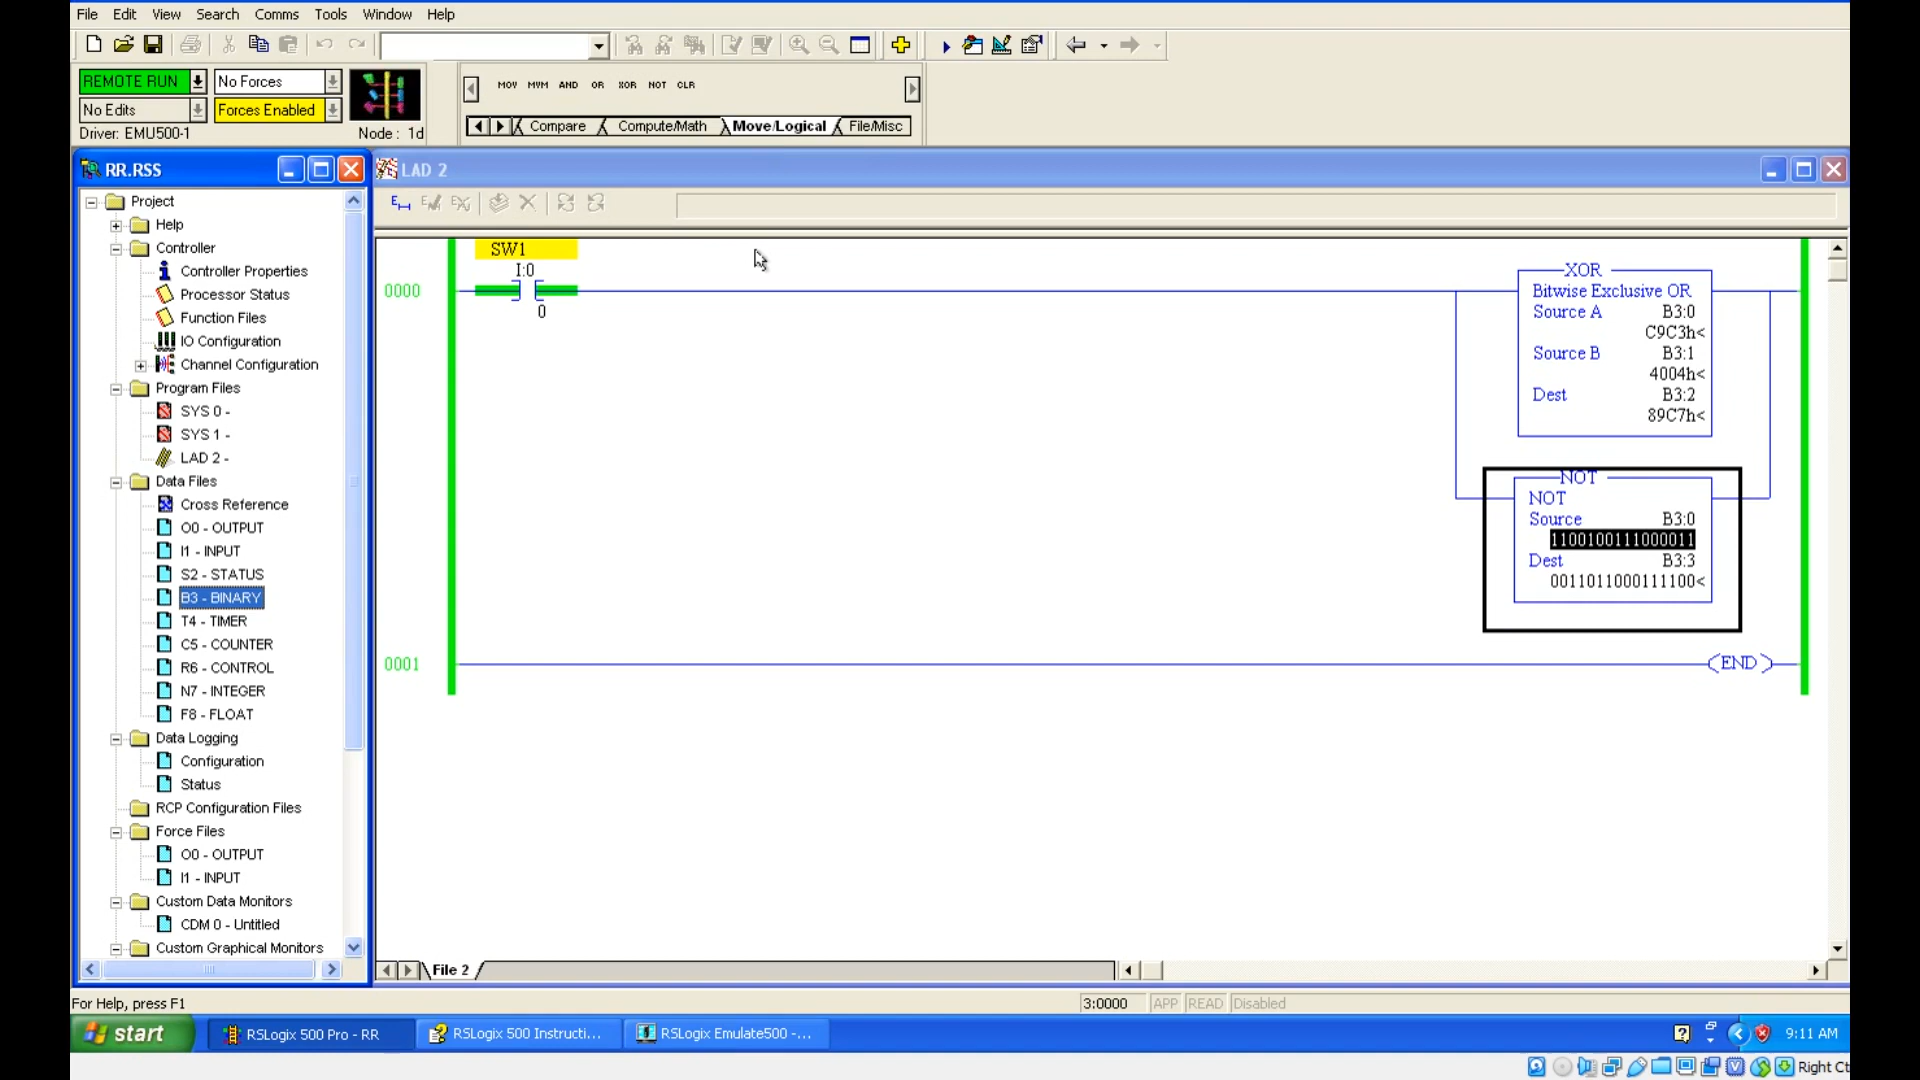 File Edit View Search Comms Tools Window Help
REMOTE RUN No Forces
No Edits Forces Enabled
Driver: EMU500-1 Node : 1d
MOV MVM AND OR XOR NOT CLR
Compare Compute/Math Move/Logical File/Misc
RR.RSS
Project
Help
Controller
Controller Properties
Processor Status
Function Files
IO Configuration
Channel Configuration
Program Files
SYS 0 -
SYS 1 -
LAD 2 -
Data Files
Cross Reference
O0 - OUTPUT
I1 - INPUT
S2 - STATUS
B3 - BINARY
T4 - TIMER
C5 - COUNTER
R6 - CONTROL
N7 - INTEGER
F8 - FLOAT
Data Logging
Configuration
Status
RCP Configuration Files
Force Files
O0 - OUTPUT
I1 - INPUT
Custom Data Monitors
CDM 0 - Untitled
Custom Graphical Monitors
LAD 2
SW1
I:0
0000
0
XOR
Bitwise Exclusive OR
Source A B3:0
C9C3h<
Source B B3:1
4004h<
Dest B3:2
89C7h<
NOT
NOT
Source B3:0
1100100111000011
Dest B3:3
0011011000111100<
0001
END
File 2
For Help, press F1 3:0000 APP READ Disabled
start RSLogix 500 Pro - RR RSLogix 500 Instructi... RSLogix Emulate500 -... 9:11 AM
Right Ct